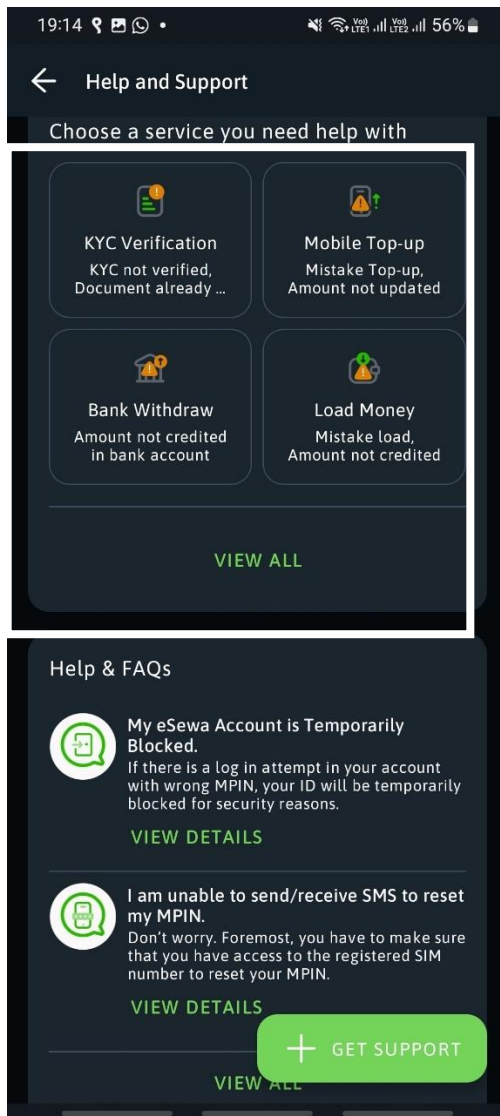 19:14 56%
Help and Support
Choose a service you need help with
KYC Verification
KYC not verified,
Document already ...
Mobile Top-up
Mistake Top-up,
Amount not updated
Bank Withdraw
Amount not credited
in bank account
Load Money
Mistake load,
Amount not credited
VIEW ALL
Help & FAQs
My eSewa Account is Temporarily
Blocked.
If there is a log in attempt in your account
with wrong MPIN, your ID will be temporarily
blocked for security reasons.
VIEW DETAILS
I am unable to send/receive SMS to reset
my MPIN.
Don't worry. Foremost, you have to make sure
that you have access to the registered SIM
number to reset your MPIN.
VIEW DETAILS
GET SUPPORT
VIEW ALL